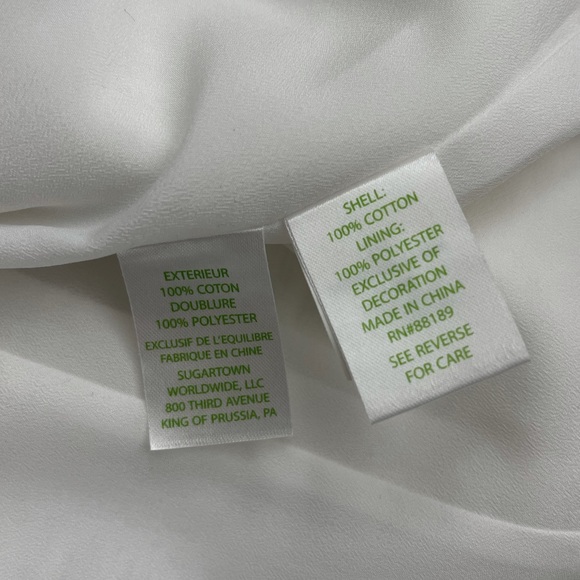 EXTERIEUR
100% COTON
DOUBLURE
100% POLYESTER
EXCLUSIF DE L'EQUILIBRE
FABRIQUE EN CHINE
SUGARTOWN
WORLDWIDE, LLC
800 THIRD AVENUE
KING OF PRUSSIA, PA
SHELL:
100% COTTON
LINING:
100% POLYESTER
EXCLUSIVE OF
DECORATION
MADE IN CHINA
RN#88189
SEE REVERSE
FOR CARE